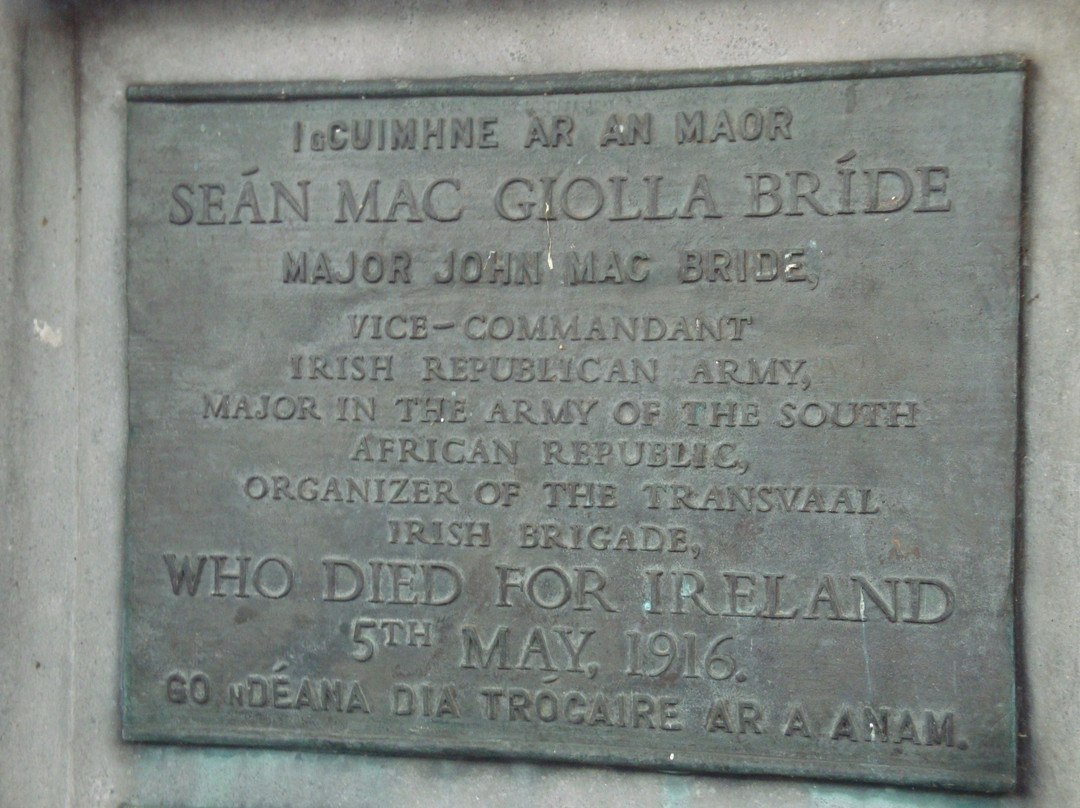 I gCUIMHNE AR AN MAOR
SEÁN MAC GIOLLA BRÍDE
MAJOR JOHN MAC BRIDE,
VICE-COMMANDANT
IRISH REPUBLICAN ARMY,
MAJOR IN THE ARMY OF THE SOUTH
AFRICAN REPUBLIC,
ORGANIZER OF THE TRANSVAAL
IRISH BRIGADE,
WHO DIED FOR IRELAND
5TH MAY, 1916.
GO nDÉANA DIA TRÓCAIRE AR A ANAM.